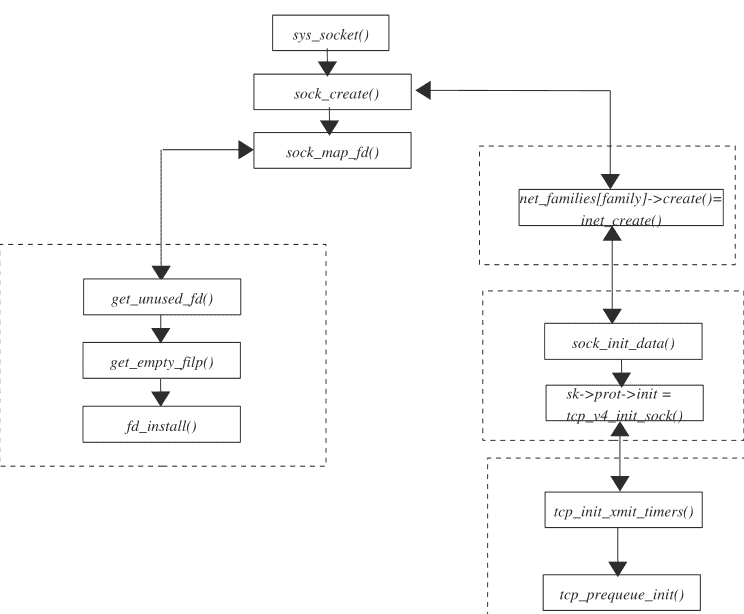 sys_socket()
sock_create()
sock_map_fd()
net_families[family]->create()=
inet_create()
get_unused_fd()
get_empty_filp()
fd_install()
sock_init_data()
sk->prot->init =
tcp_v4_init_sock()
tcp_init_xmit_timers()
tcp_prequeue_init()